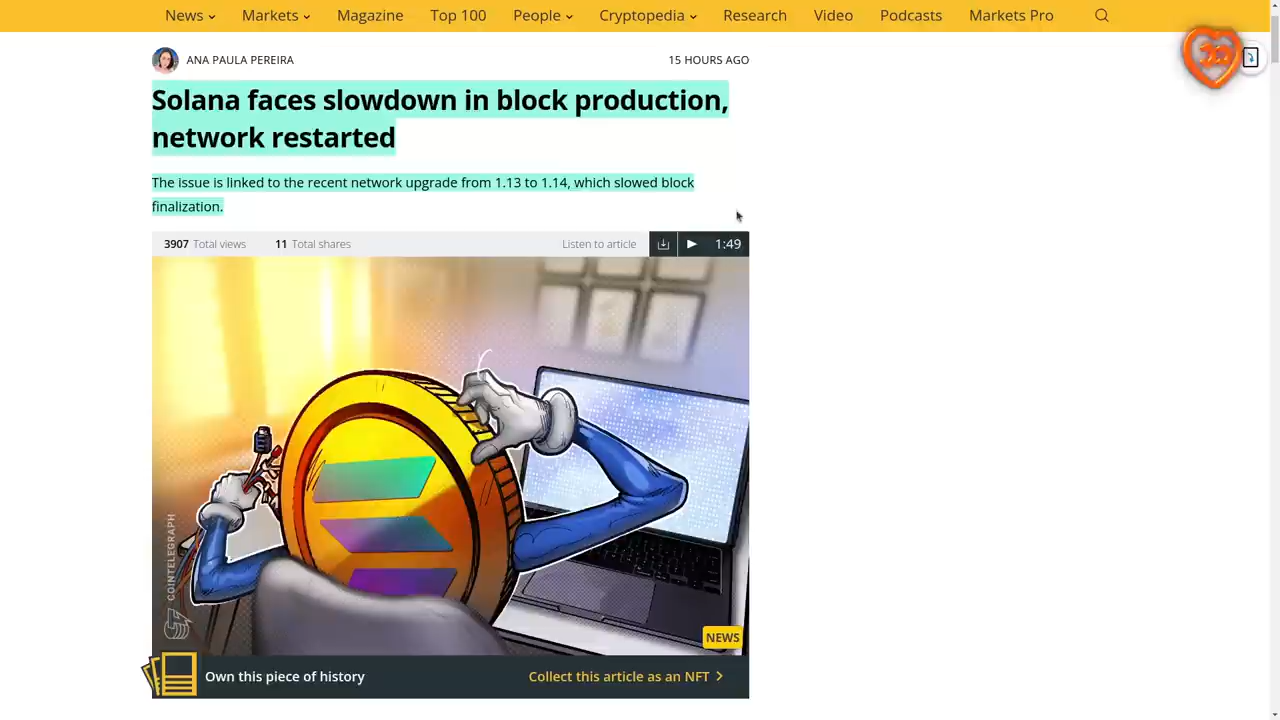 News Markets Magazine Top 100 People Cryptopedia Research Video Podcasts Markets Pro
ANA PAULA PEREIRA 15 HOURS AGO
Solana faces slowdown in block production,
network restarted
The issue is linked to the recent network upgrade from 1.13 to 1.14, which slowed block
finalization.
3907 Total views 11 Total shares Listen to article 1:49
COINTELEGRAPH
NEWS
Own this piece of history Collect this article as an NFT